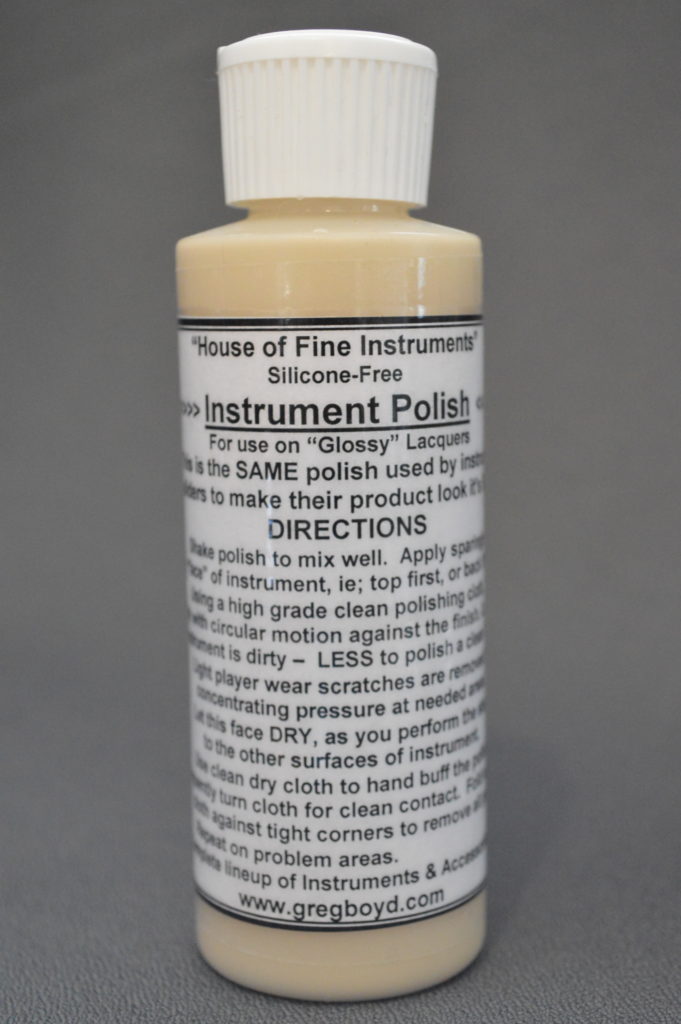 "House of Fine Instruments"
Silicone-Free
>>> Instrument Polish <
For use on "Glossy" Lacquers
is the SAME polish used by
to make their product look
DIRECTIONS
polish to mix well. Apply
of instrument, ie; top first, or
a high grade clean polishing
with circular motion against the finish.
is dirty – LESS to polish a
player wear scratches are
concentrating pressure at needed
this face DRY, as you perform the
to the other surfaces of instrument.
clean dry cloth to hand buff the
turn cloth for clean contact.
against tight corners to remove
Repeat on problem areas.
lineup of Instruments &
www.gregboyd.com